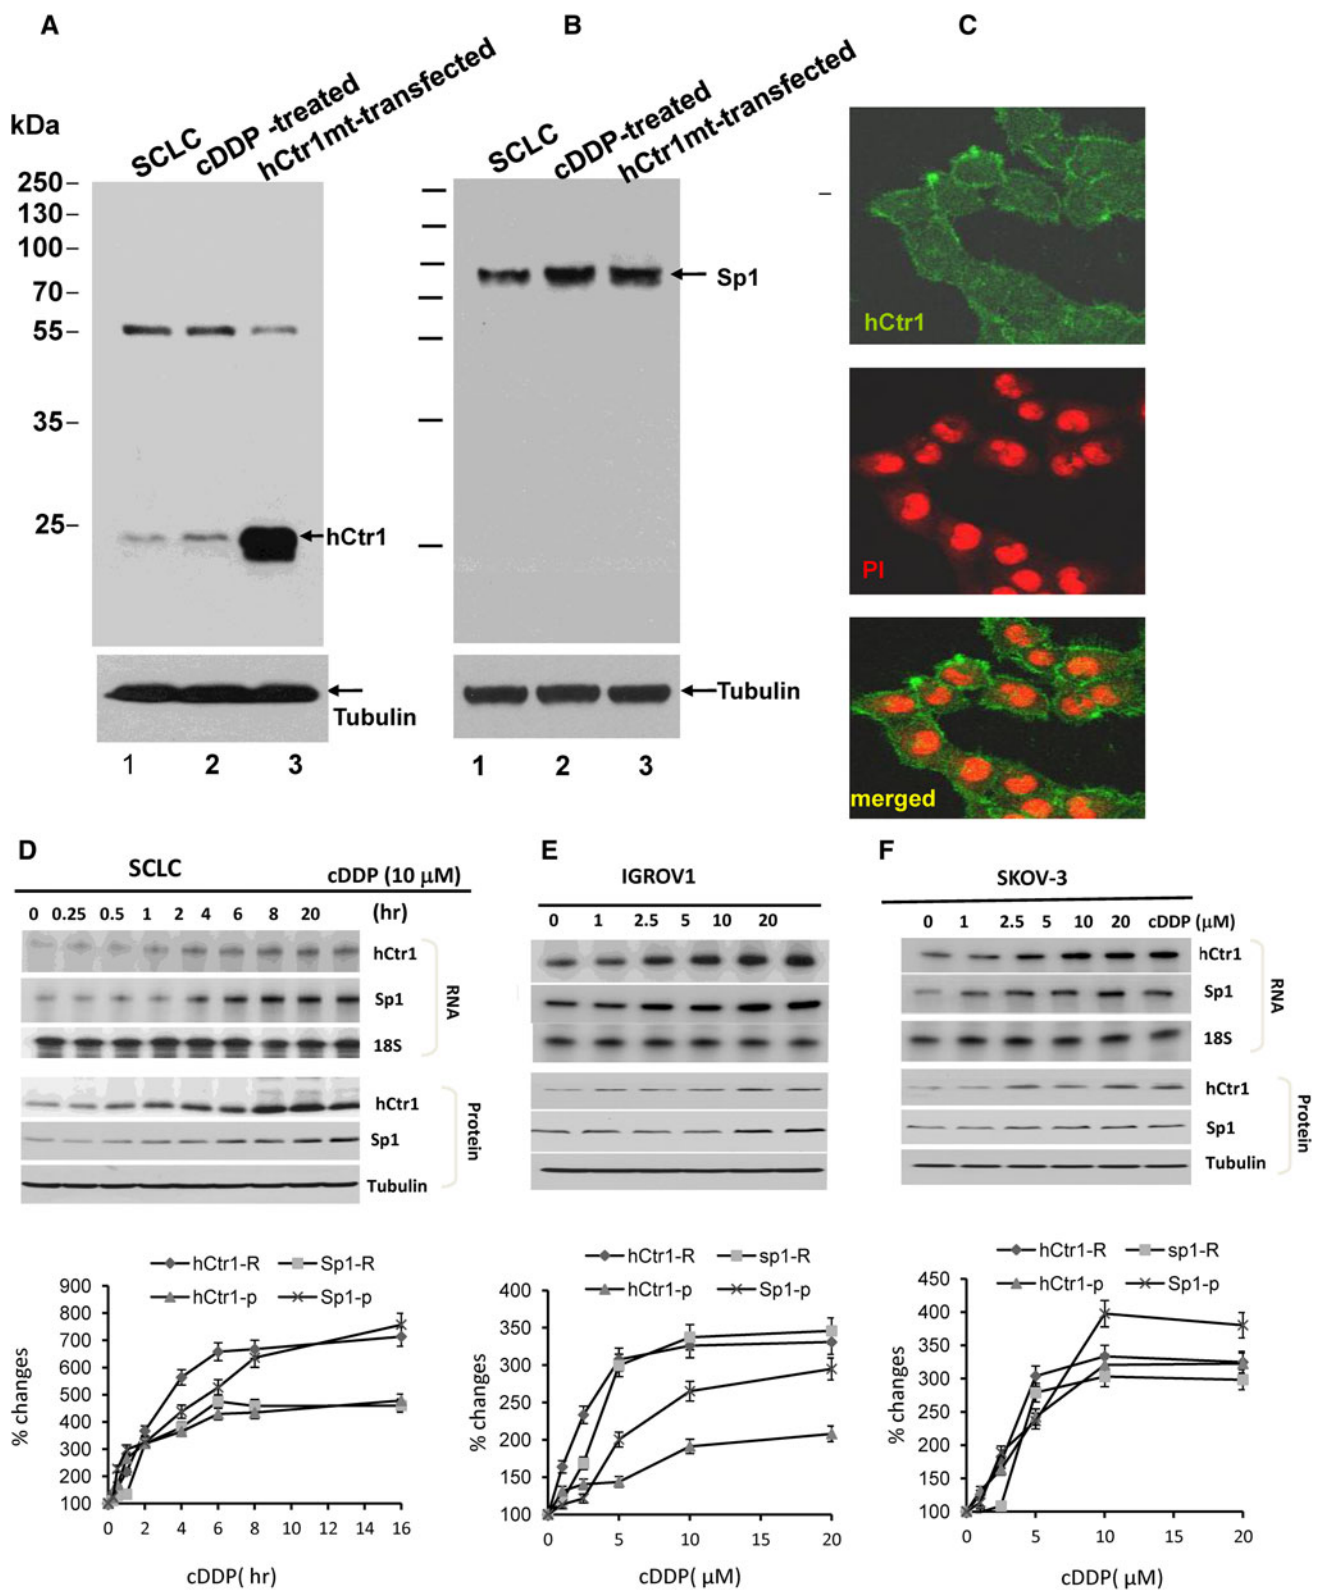 A
B
C
kDa
SCLC
cDDP -treated
hCtr1mt-transfected
SCLC
cDDP-treated
hCtr1mt-transfected
250–
130–
100–
70–
55–
35–
25–
hCtr1
Tubulin
1 2 3
Sp1
Tubulin
1 2 3
hCtr1
PI
merged
D
SCLC
cDDP (10 µM)
0 0.25 0.5 1 2 4 6 8 20 (hr)
hCtr1
Sp1
18S
RNA
hCtr1
Sp1
Tubulin
Protein
E
IGROV1
0 1 2.5 5 10 20
F
SKOV-3
0 1 2.5 5 10 20 cDDP (µM)
hCtr1
Sp1
18S
RNA
hCtr1
Sp1
Tubulin
Protein
hCtr1-R Sp1-R
hCtr1-p Sp1-p
900
800
700
600
500
400
300
200
100
% changes
0 2 4 6 8 10 12 14 16
cDDP( hr)
hCtr1-R sp1-R
hCtr1-p Sp1-p
400
350
300
250
200
150
100
% changes
0 5 10 15 20
cDDP( µM)
hCtr1-R sp1-R
hCtr1-p Sp1-p
450
400
350
300
250
200
150
100
% changes
0 5 10 15 20
cDDP( µM)